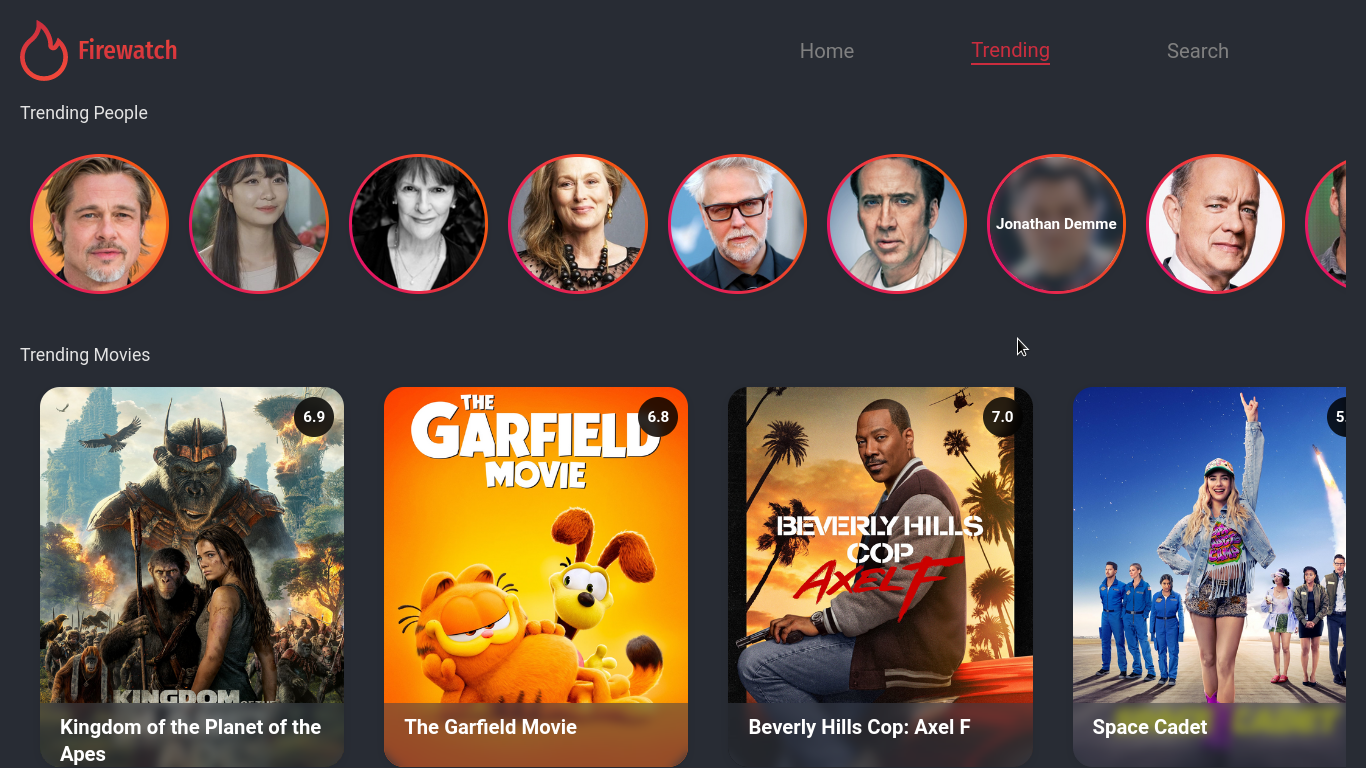 Firewatch
Home
Trending
Search
Trending People
Jonathan Demme
Trending Movies
6.9
KINGDOM
Kingdom of the Planet of the
Apes
THE
GARFIELD
MOVIE
6.8
The Garfield Movie
7.0
BEVERLY HILLS
COP
AXEL F
Beverly Hills Cop: Axel F
5.
CADET
Space Cadet